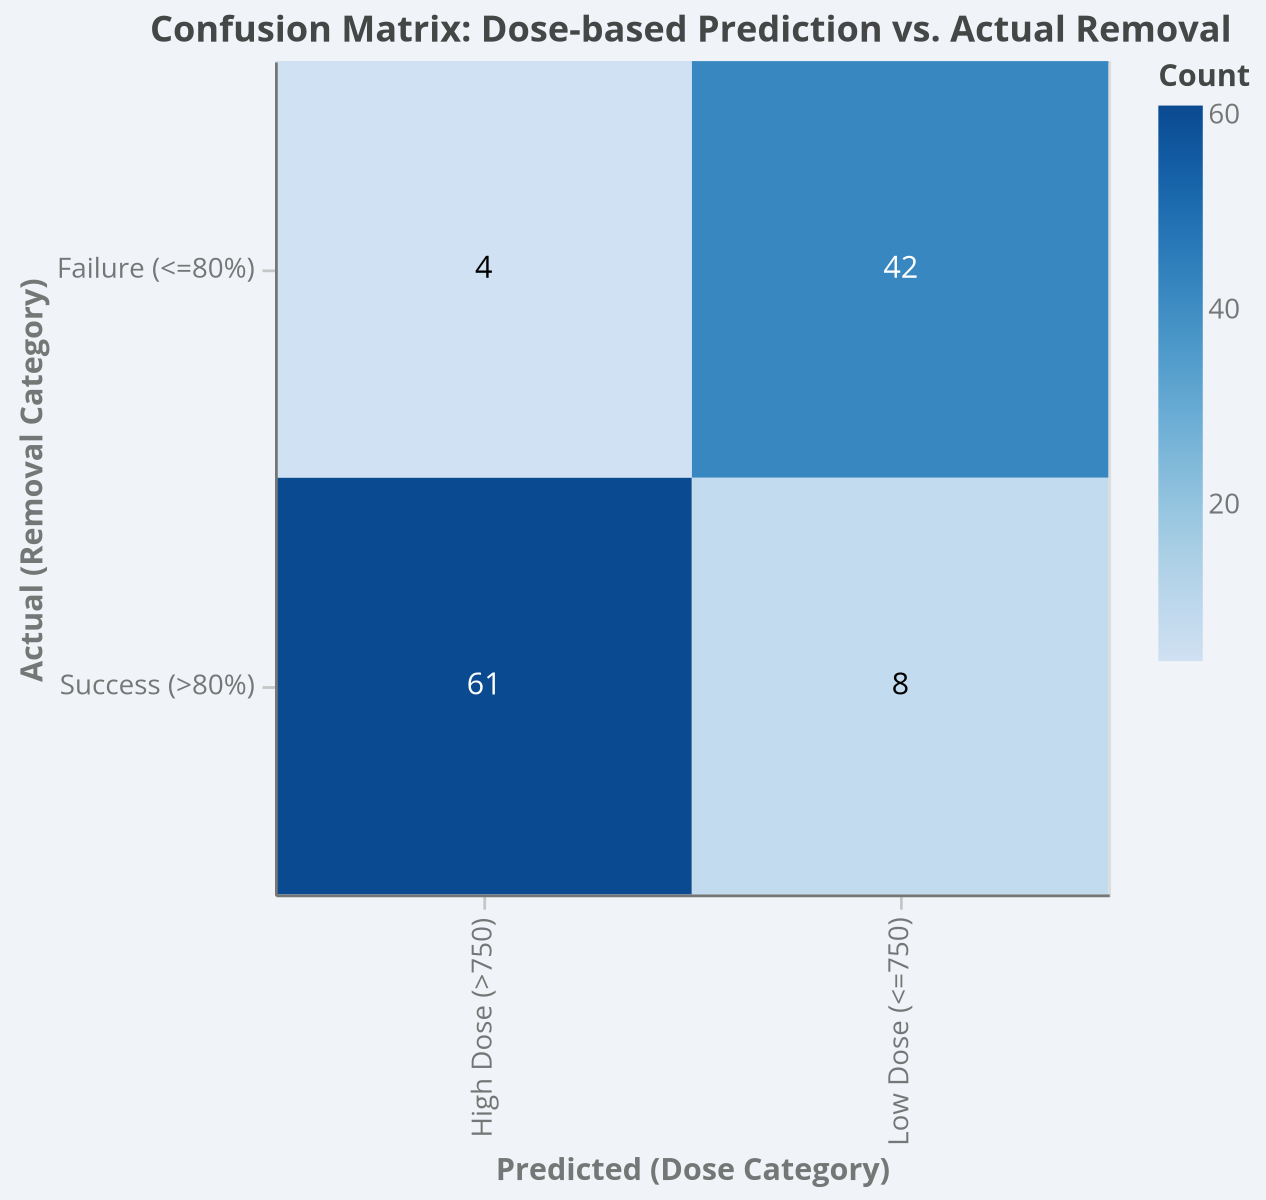 Confusion Matrix: Dose-based Prediction vs. Actual Removal
Count
60
40
20
Actual (Removal Category)
Failure (<=80%)
4
42
Success (>80%)
61
8
High Dose (>750)
Low Dose (<=750)
Predicted (Dose Category)